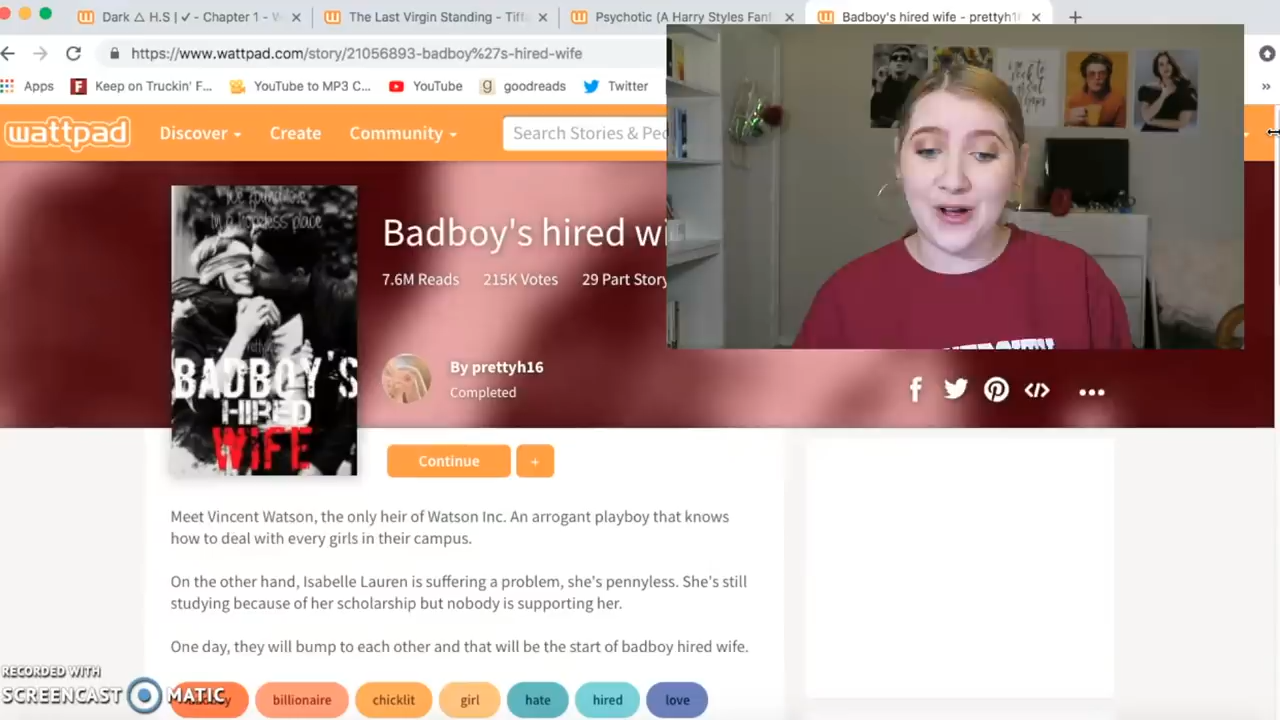 Dark △ H.S | ✓ - Chapter 1 - W
The Last Virgin Standing - Tiff
Psychotic (A Harry Styles Fan
Badboy's hired wife - prettyh1
https://www.wattpad.com/story/21056893-badboy%27s-hired-wife
Apps
Keep on Truckin' F...
YouTube to MP3 C...
YouTube
goodreads
Twitter
»
wattpad
Discover
Create
Community
Search Stories & Pe
BADBOY'S
HIRED
WIFE
Badboy's hired wi
7.6M Reads
215K Votes
29 Part Story
By prettyh16
Completed
Continue
+
Meet Vincent Watson, the only heir of Watson Inc. An arrogant playboy that knows
how to deal with every girls in their campus.
On the other hand, Isabelle Lauren is suffering a problem, she's pennyless. She's still
studying because of her scholarship but nobody is supporting her.
One day, they will bump to each other and that will be the start of badboy hired wife.
RECORDED WITH
SCREENCAST MATIC
billionaire
chicklit
girl
hate
hired
love